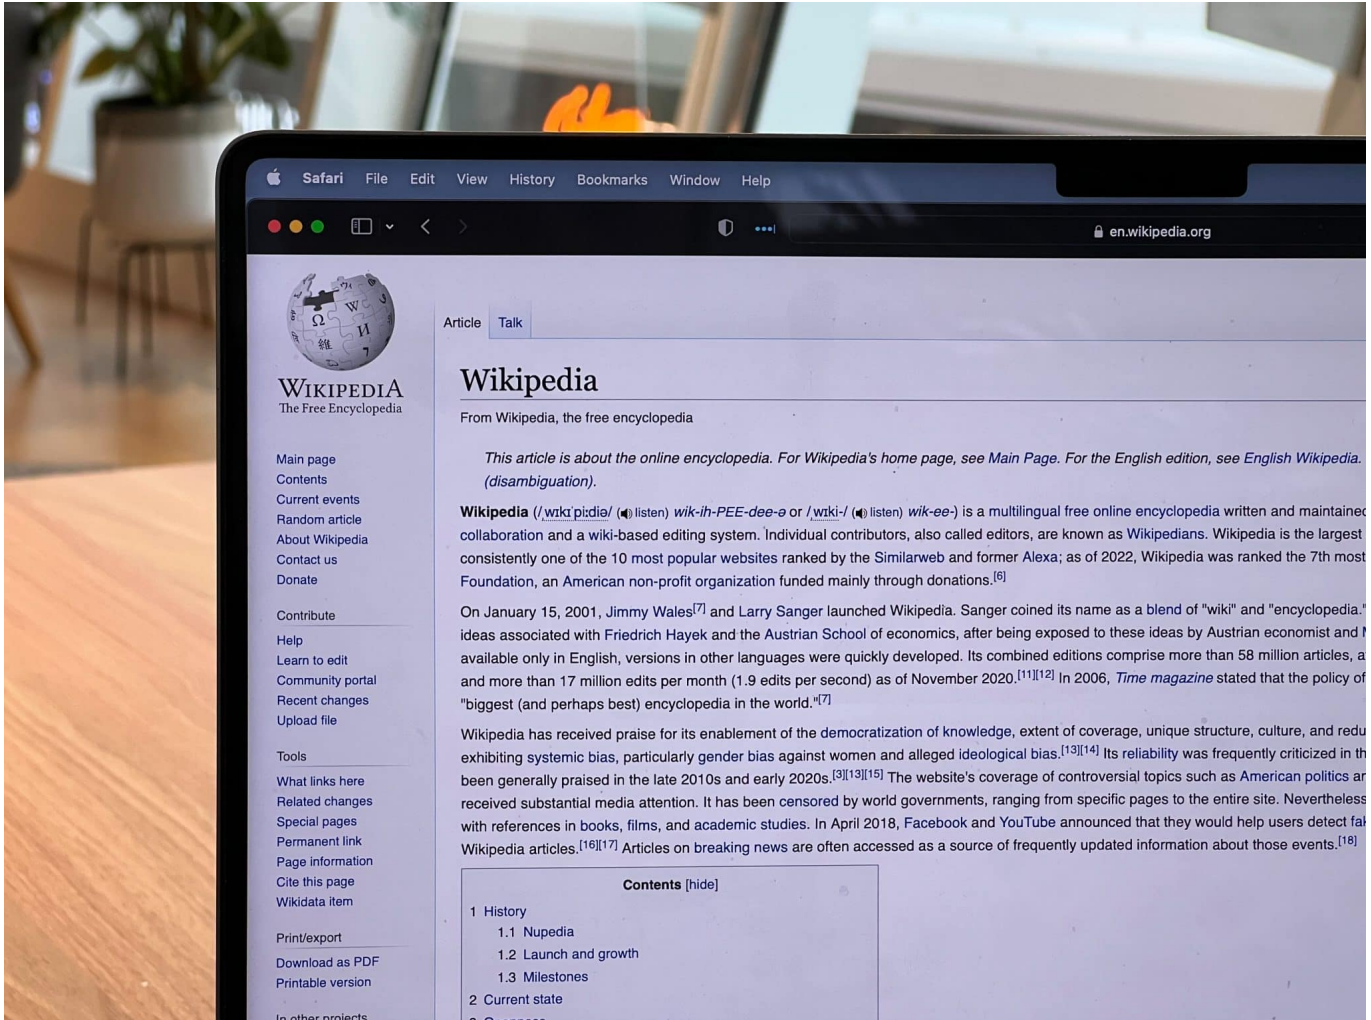 Safari File Edit View History Bookmarks Window Help
en.wikipedia.org
Ω W И 維 7
WIKIPEDIA
The Free Encyclopedia
Main page
Contents
Current events
Random article
About Wikipedia
Contact us
Donate
Contribute
Help
Learn to edit
Community portal
Recent changes
Upload file
Tools
What links here
Related changes
Special pages
Permanent link
Page information
Cite this page
Wikidata item
Print/export
Download as PDF
Printable version
In other projects
Article Talk
Wikipedia
From Wikipedia, the free encyclopedia
This article is about the online encyclopedia. For Wikipedia's home page, see Main Page. For the English edition, see English Wikipedia.
(disambiguation).
Wikipedia (/ˌwɪkɪˈpiːdiə/ (listen) wik-ih-PEE-dee-ə or /ˌwɪki-/ (listen) wik-ee-) is a multilingual free online encyclopedia written and maintained
collaboration and a wiki-based editing system. Individual contributors, also called editors, are known as Wikipedians. Wikipedia is the largest
consistently one of the 10 most popular websites ranked by the Similarweb and former Alexa; as of 2022, Wikipedia was ranked the 7th most
Foundation, an American non-profit organization funded mainly through donations.[6]
On January 15, 2001, Jimmy Wales[7] and Larry Sanger launched Wikipedia. Sanger coined its name as a blend of "wiki" and "encyclopedia."
ideas associated with Friedrich Hayek and the Austrian School of economics, after being exposed to these ideas by Austrian economist and
available only in English, versions in other languages were quickly developed. Its combined editions comprise more than 58 million articles,
and more than 17 million edits per month (1.9 edits per second) as of November 2020.[11][12] In 2006, Time magazine stated that the policy of
"biggest (and perhaps best) encyclopedia in the world."[7]
Wikipedia has received praise for its enablement of the democratization of knowledge, extent of coverage, unique structure, culture, and
exhibiting systemic bias, particularly gender bias against women and alleged ideological bias.[13][14] Its reliability was frequently criticized in
been generally praised in the late 2010s and early 2020s.[3][13][15] The website's coverage of controversial topics such as American politics
received substantial media attention. It has been censored by world governments, ranging from specific pages to the entire site. Nevertheless
with references in books, films, and academic studies. In April 2018, Facebook and YouTube announced that they would help users detect
Wikipedia articles.[16][17] Articles on breaking news are often accessed as a source of frequently updated information about those events.[18]
Contents [hide]
1 History
1.1 Nupedia
1.2 Launch and growth
1.3 Milestones
2 Current state